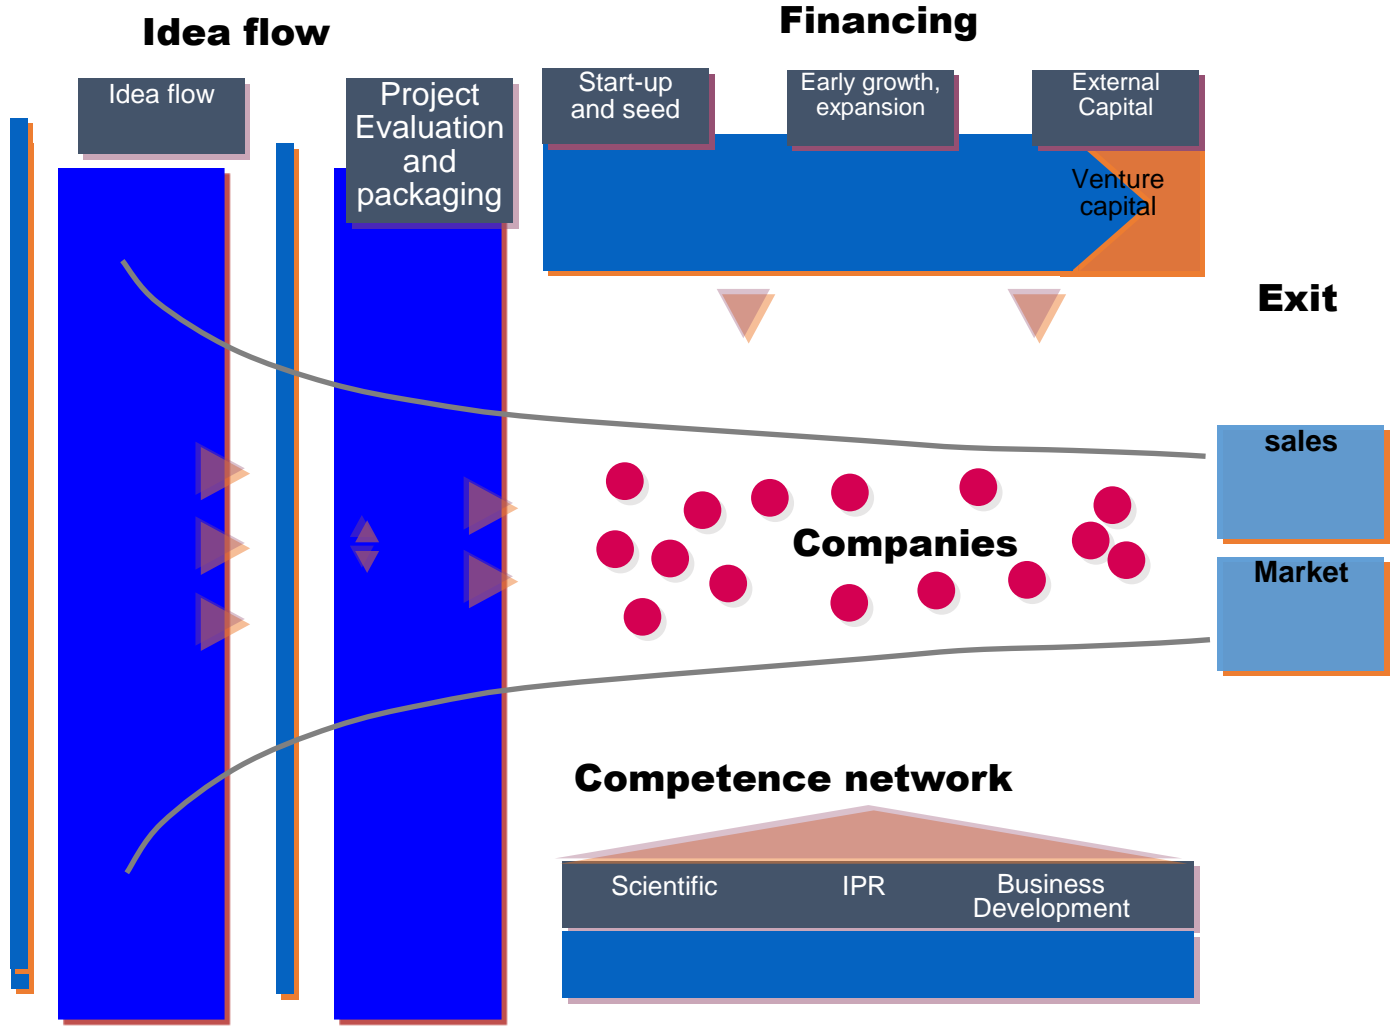 Idea flow
Financing
Idea flow
Project
Evaluation
and
packaging
Start-up
and seed
Early growth,
expansion
External
Capital
Venture
capital
Exit
sales
Companies
Market
Competence network
Scientific
IPR
Business
Development